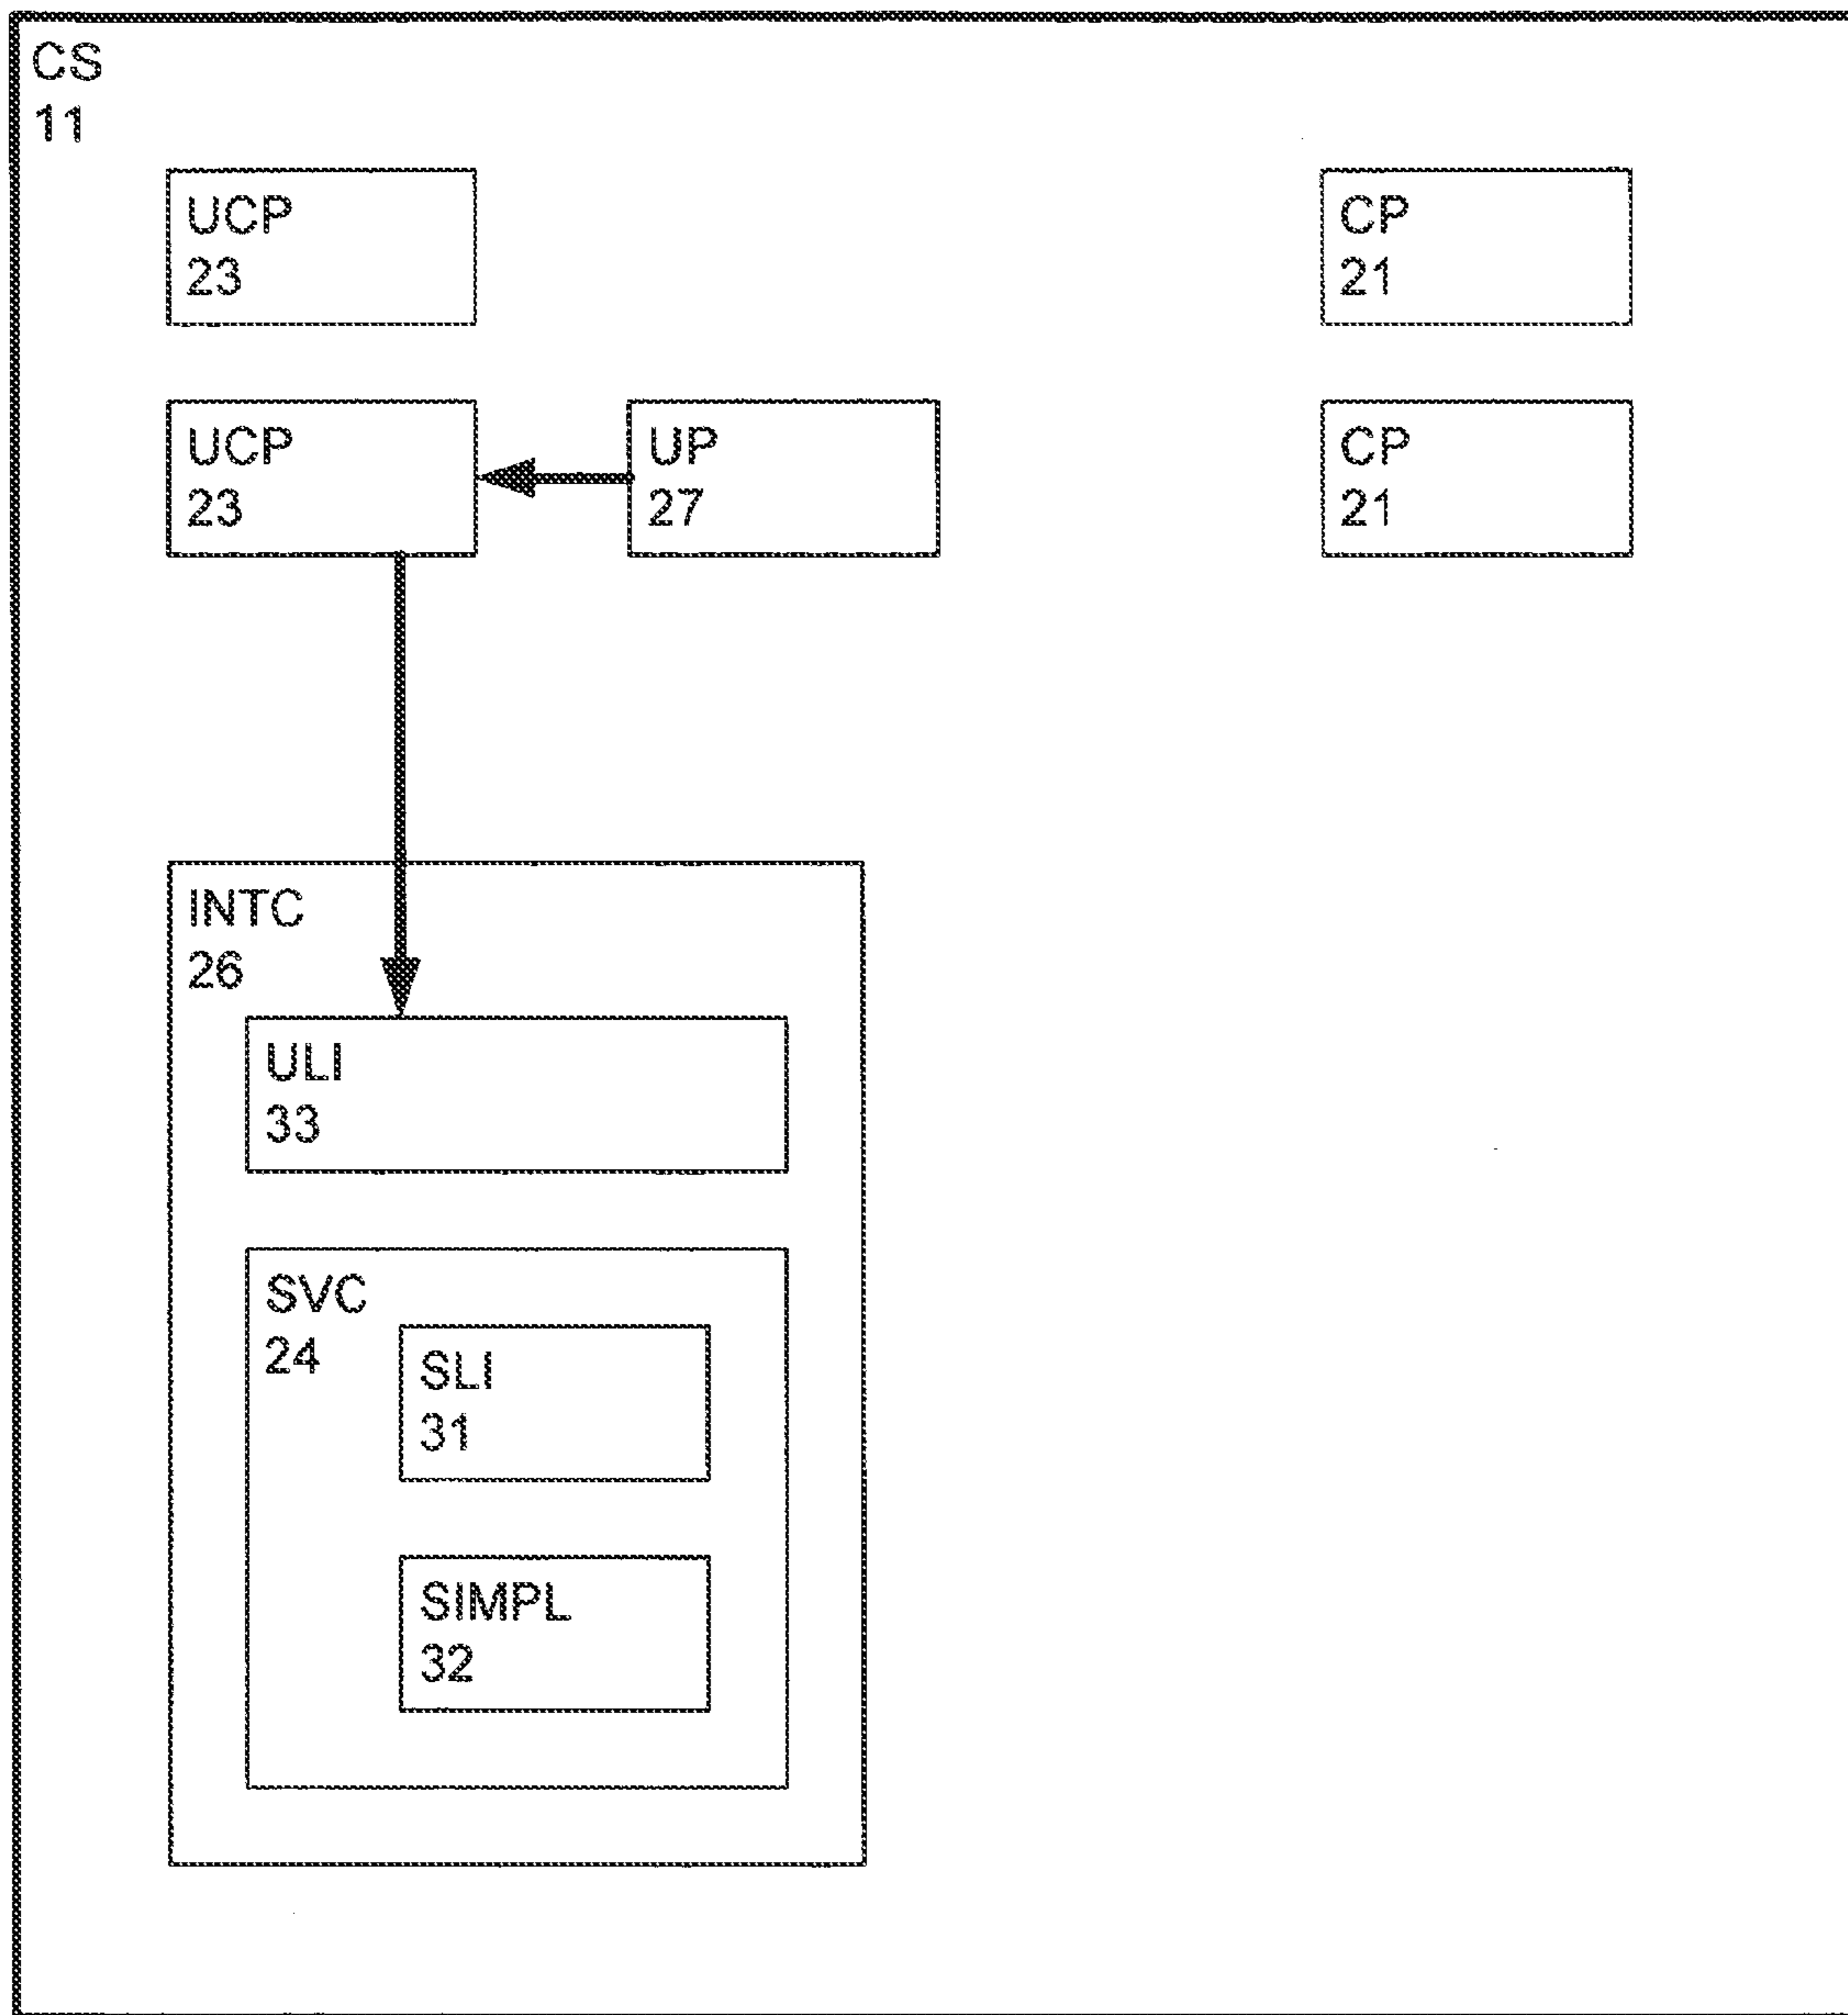 CS
11
UCP
23
CP
21
UCP
23
UP
27
CP
21
INTC
26
ULI
33
SVC
24
SLI
31
SIMPL
32